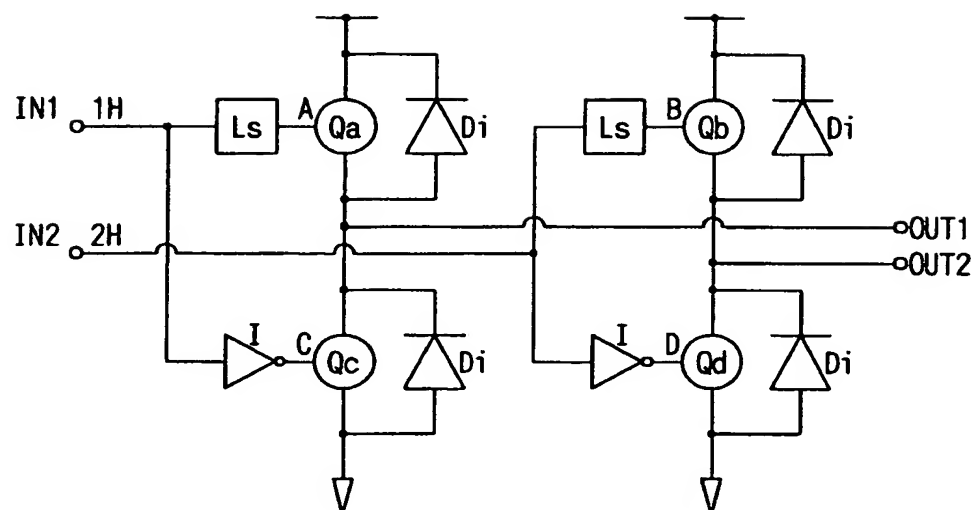 IN1 1H Ls A Qa Di Ls B Qb Di
IN2 2H OUT1
OUT2
I C Qc Di I D Qd Di